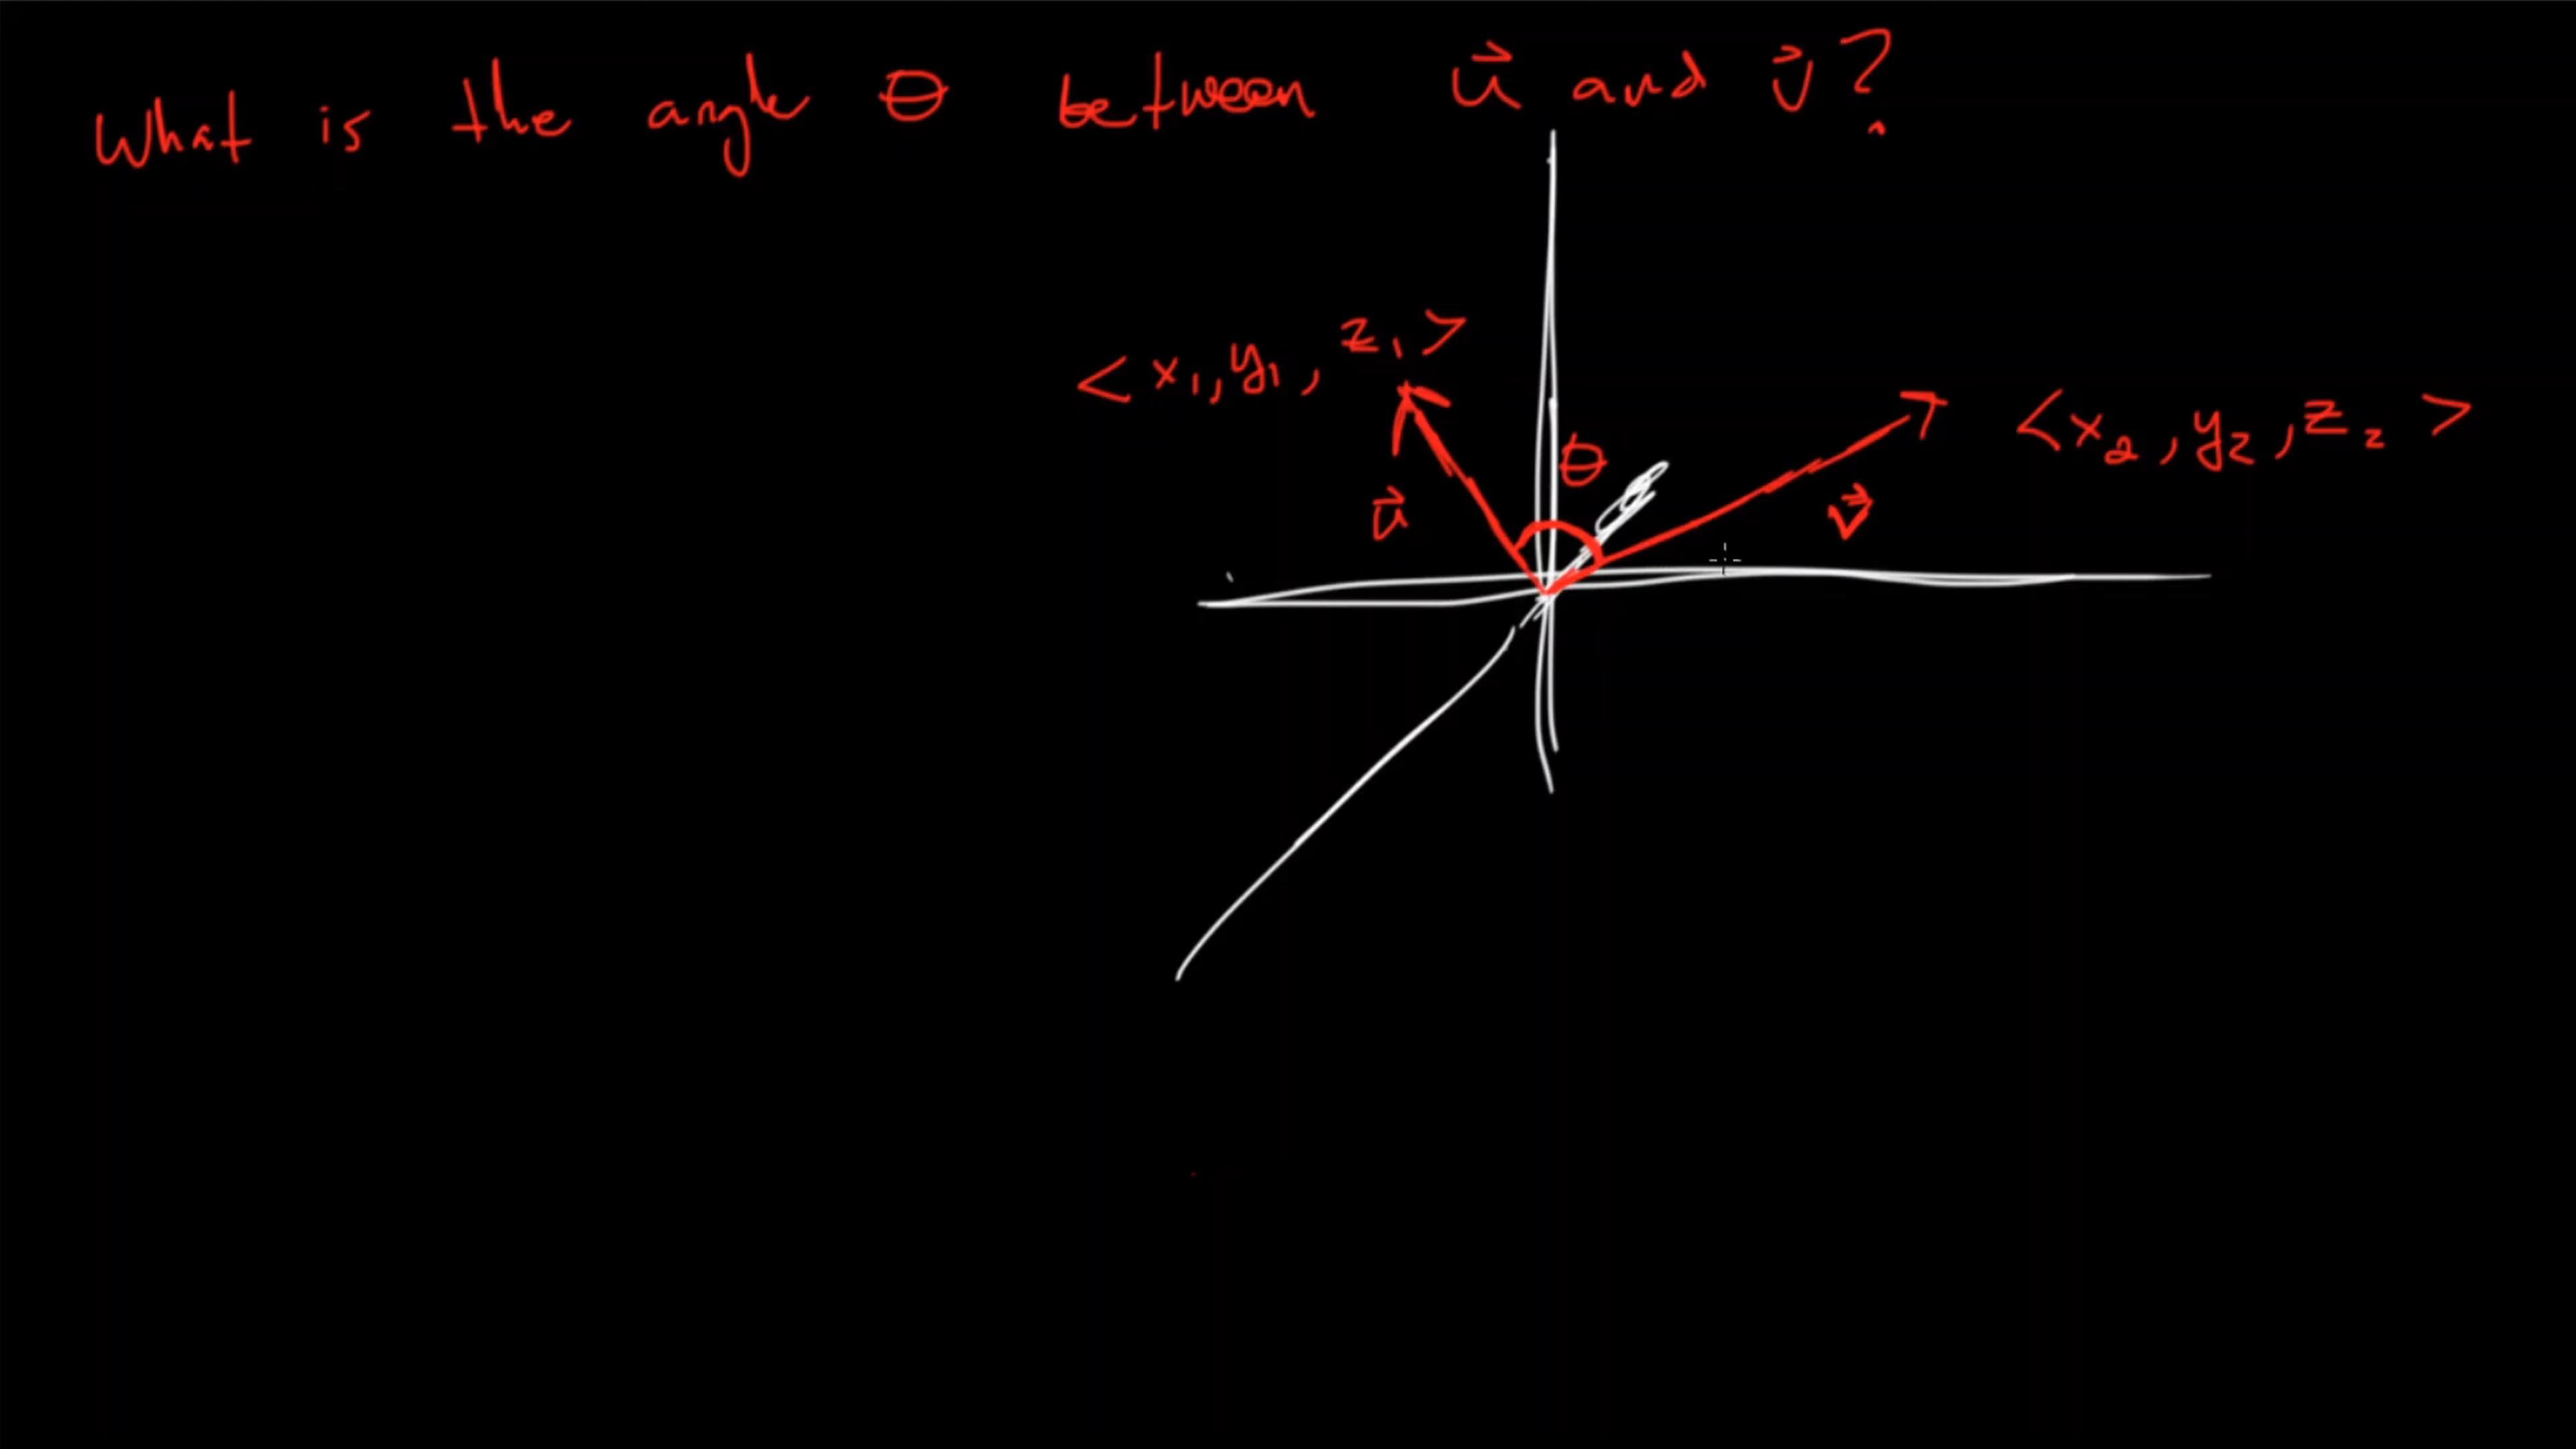 What is the angle θ between u⃗ and v⃗?
<x₁, y₁, z₁>
<x₂, y₂, z₂>
θ
u⃗
v⃗